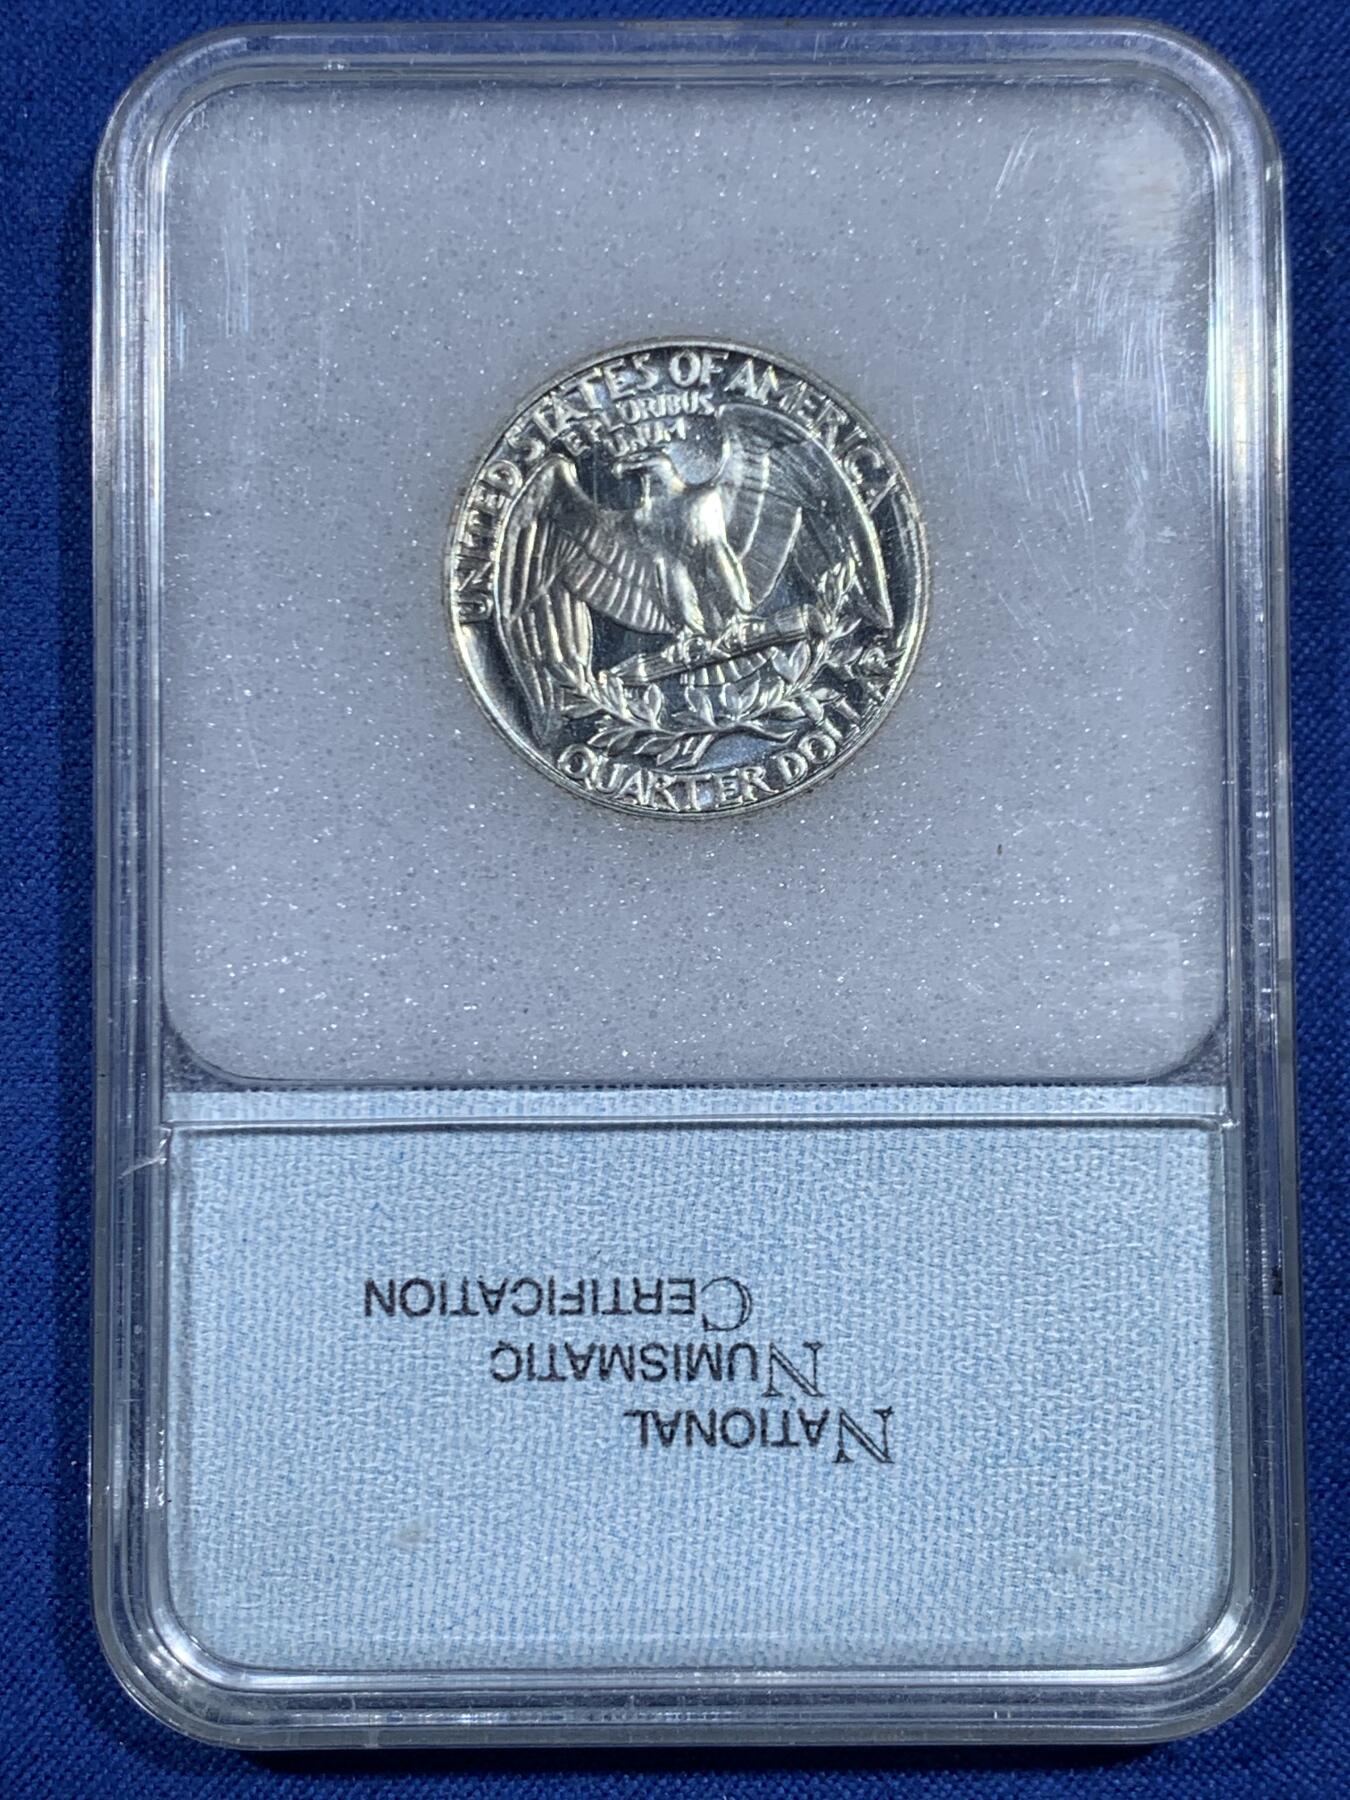 UNITED STATES OF AMERICA
E PLURIBUS
UNUM
QUARTER DOLLAR
NATIONAL
NUMISMATIC
CERTIFICATION